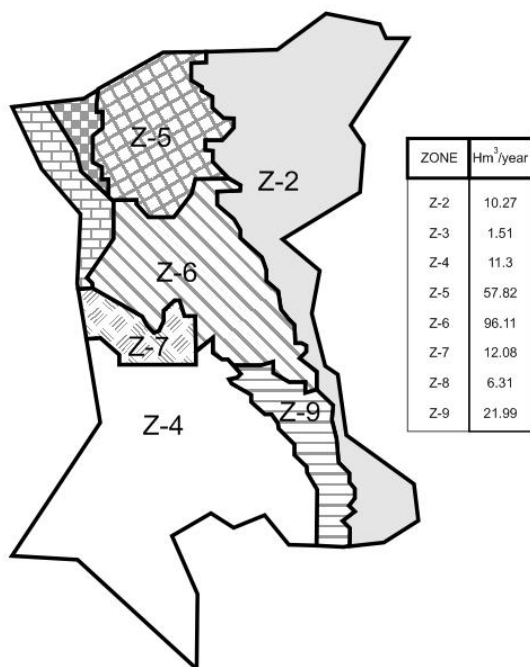 Z-5
Z-2
Z-6
Z-7
Z-4
Z-9
ZONE Hm³/year
Z-2 10.27
Z-3 1.51
Z-4 11.3
Z-5 57.82
Z-6 96.11
Z-7 12.08
Z-8 6.31
Z-9 21.99